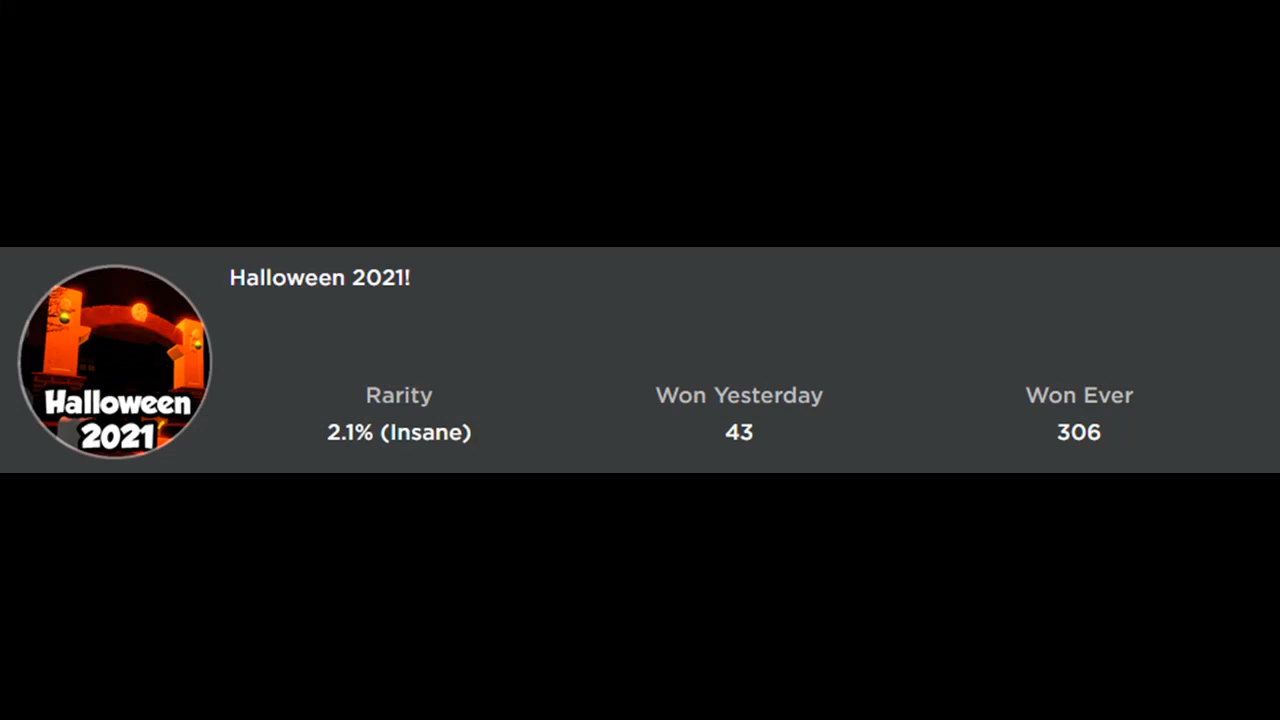 Halloween 2021!
Halloween
2021
Rarity
Won Yesterday
Won Ever
2.1% (Insane)
43
306